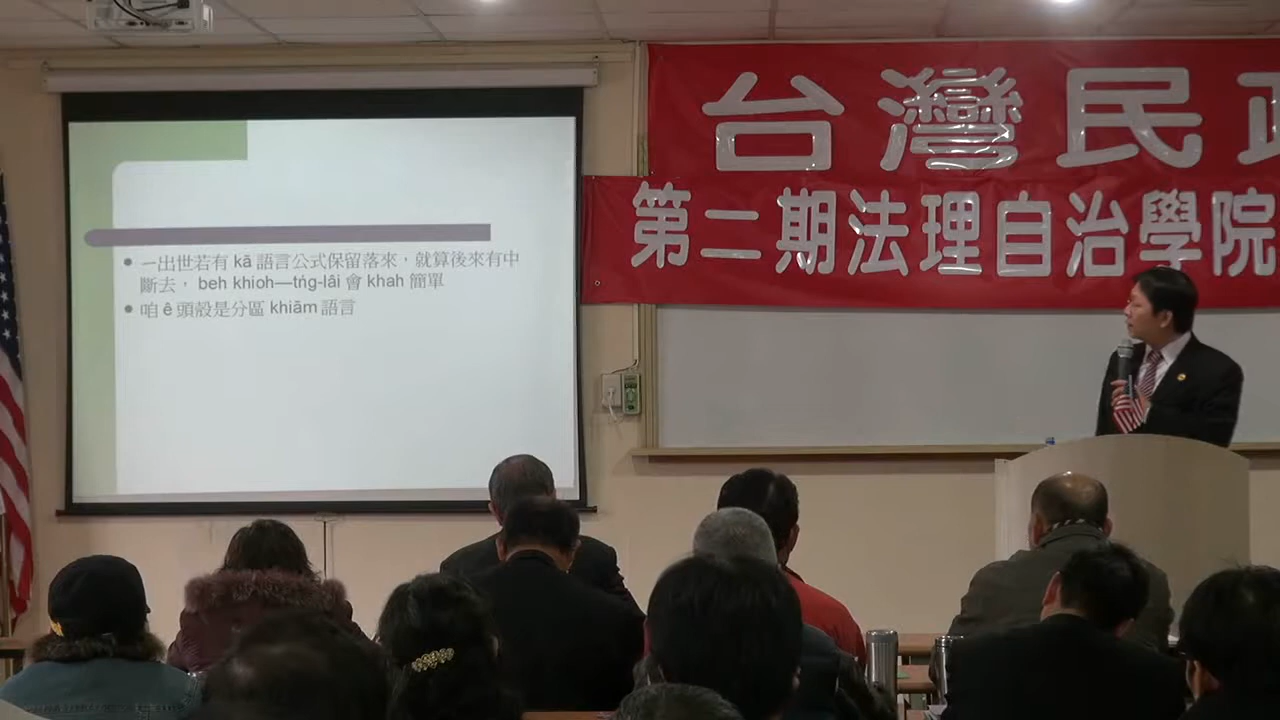 一出世若有 kā 語言公式保留落來，就算後來有中
斷去， beh khioh—tńg-lâi 會 khah 簡單
咱 ê 頭殼是分區 khiām 語言
台灣民政
第二期法理自治學院